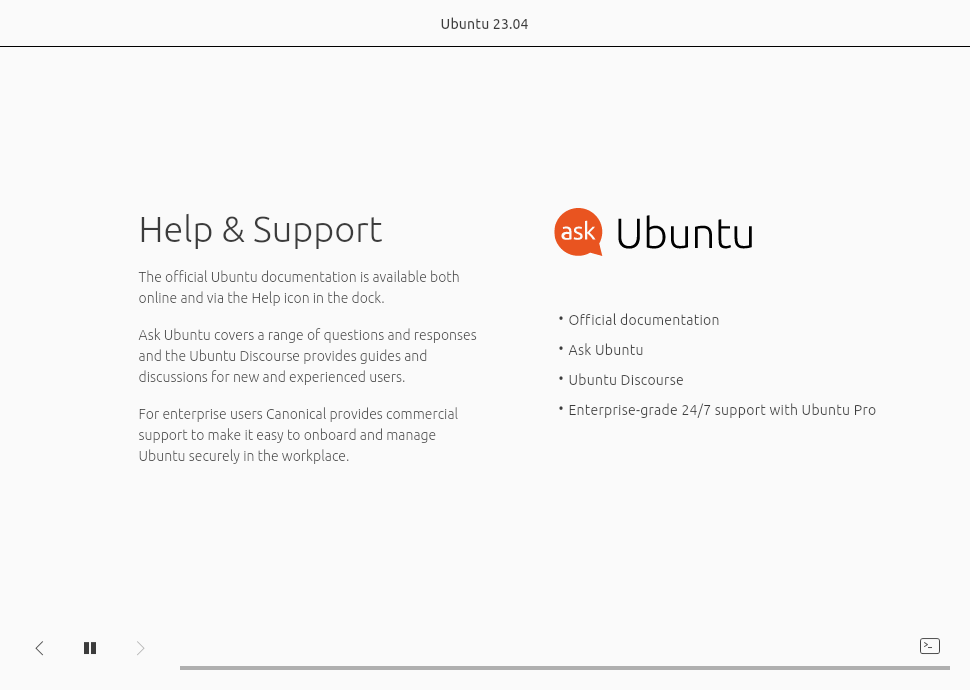 Ubuntu 23.04
Help & Support
The official Ubuntu documentation is available both
online and via the Help icon in the dock.
Ask Ubuntu covers a range of questions and responses
and the Ubuntu Discourse provides guides and
discussions for new and experienced users.
For enterprise users Canonical provides commercial
support to make it easy to onboard and manage
Ubuntu securely in the workplace.
ask Ubuntu
• Official documentation
• Ask Ubuntu
• Ubuntu Discourse
• Enterprise-grade 24/7 support with Ubuntu Pro